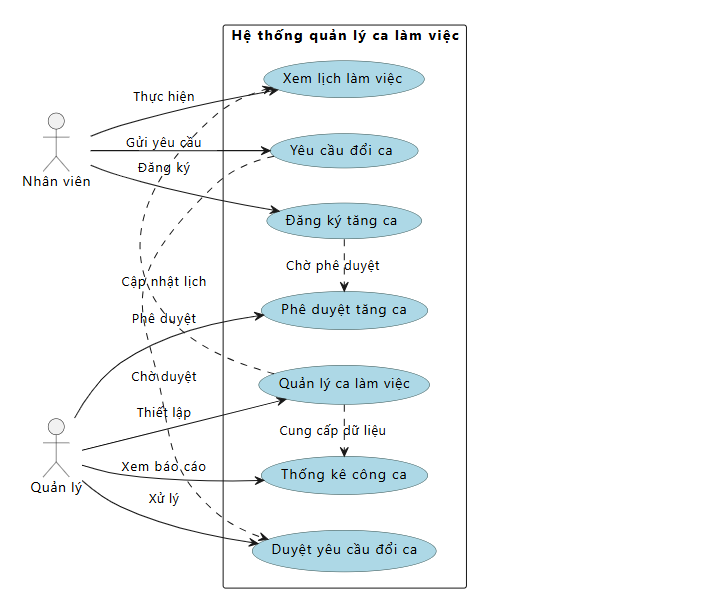 Hệ thống quản lý ca làm việc
Xem lịch làm việc
Thực hiện
Gửi yêu cầu
Yêu cầu đổi ca
Đăng ký
Nhân viên
Đăng ký tăng ca
Chờ phê duyệt
Cập nhật lịch
Phê duyệt tăng ca
Phê duyệt
Chờ duyệt
Quản lý ca làm việc
Thiết lập
Cung cấp dữ liệu
Xem báo cáo
Thống kê công ca
Quản lý
Xử lý
Duyệt yêu cầu đổi ca